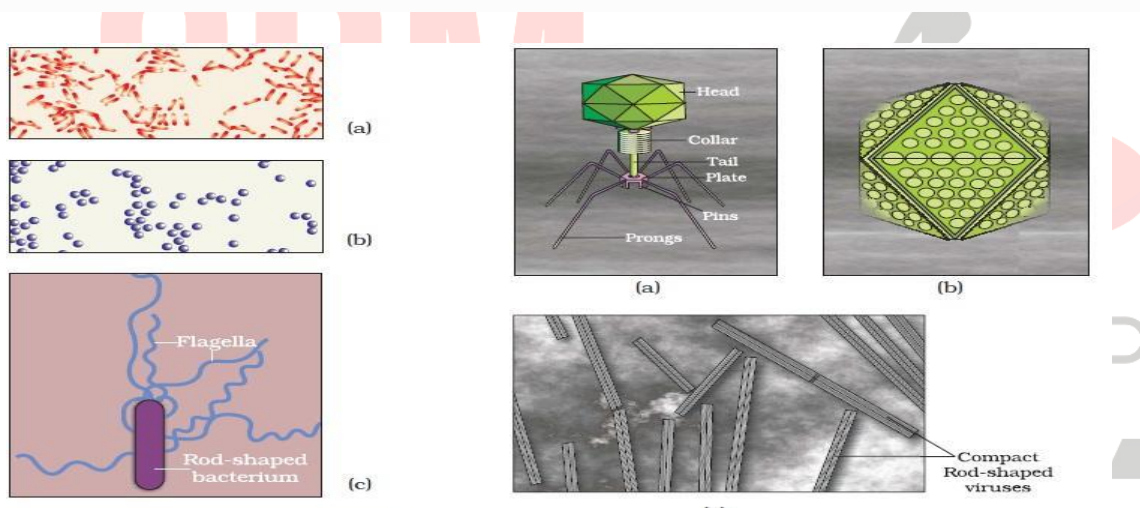 (a)
(b)
Flagella
Rod-shaped
bacterium
(c)
Head
Collar
Tail
Plate
Pins
Prongs
(a)
(b)
Compact
Rod-shaped
viruses